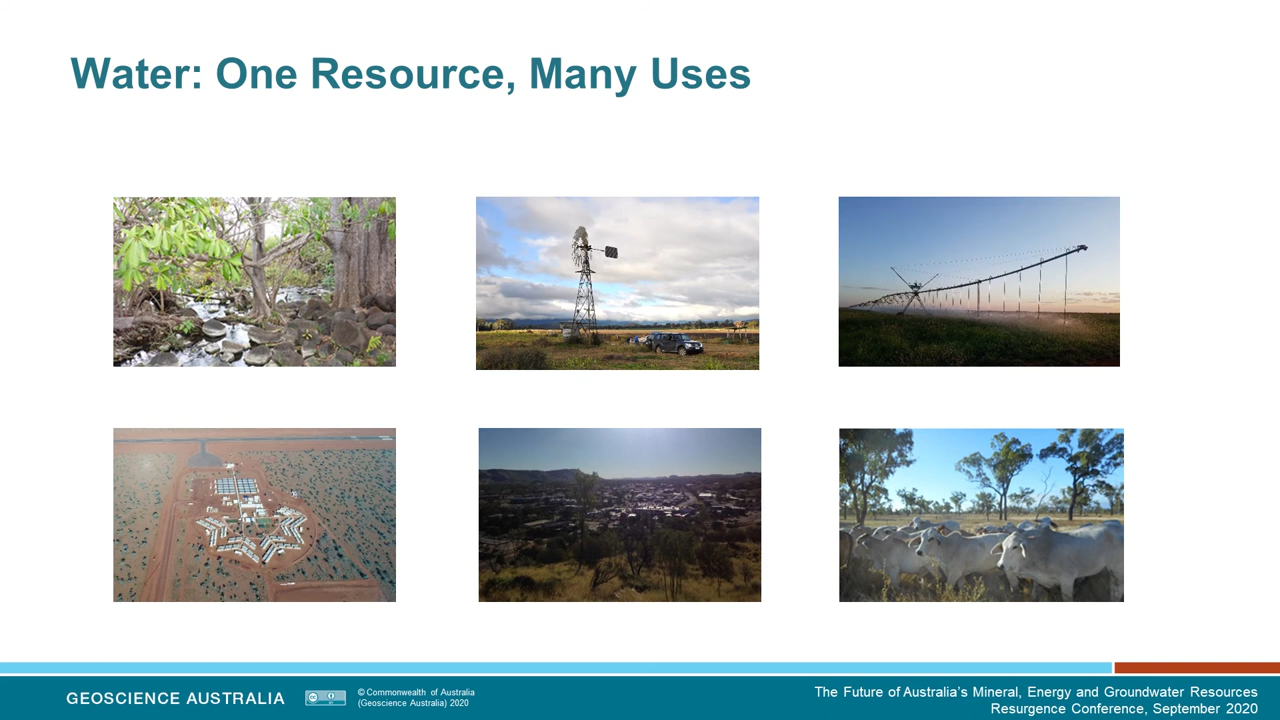 Water: One Resource, Many Uses
GEOSCIENCE AUSTRALIA
© Commonwealth of Australia
(Geoscience Australia) 2020
The Future of Australia’s Mineral, Energy and Groundwater Resources
Resurgence Conference, September 2020